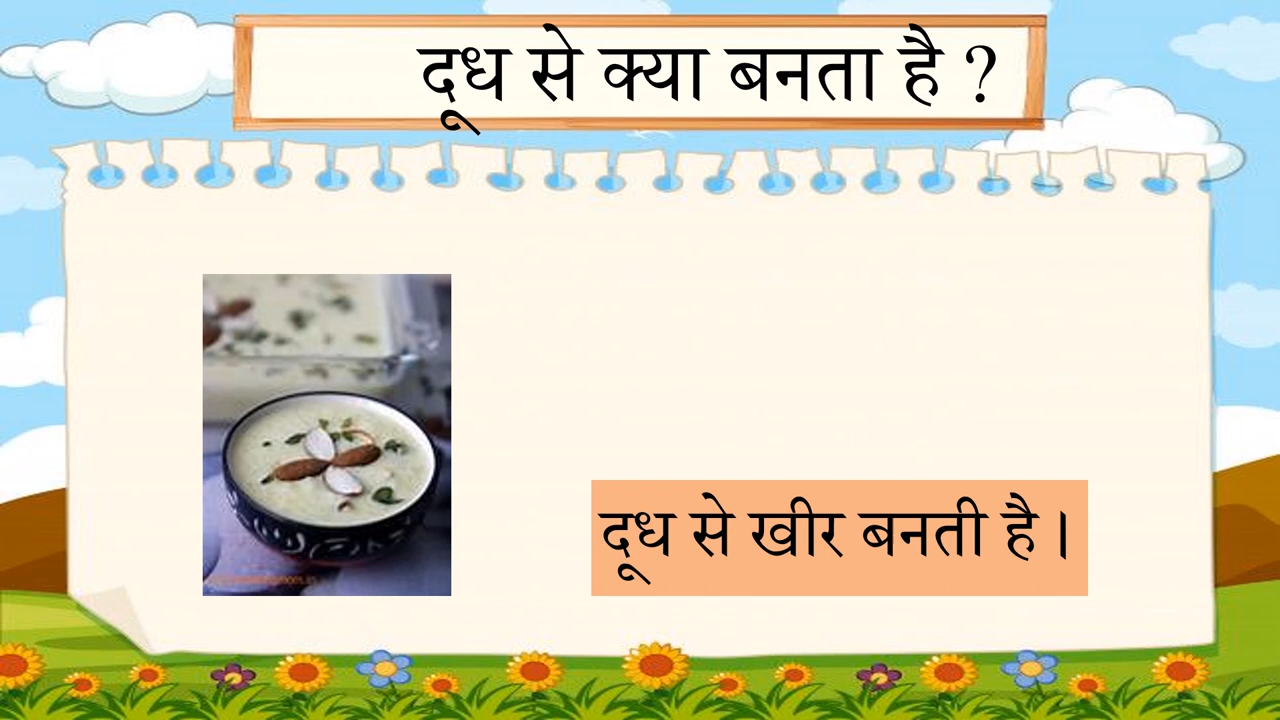 दूध से क्या बनता है ?
दूध से खीर बनती है।